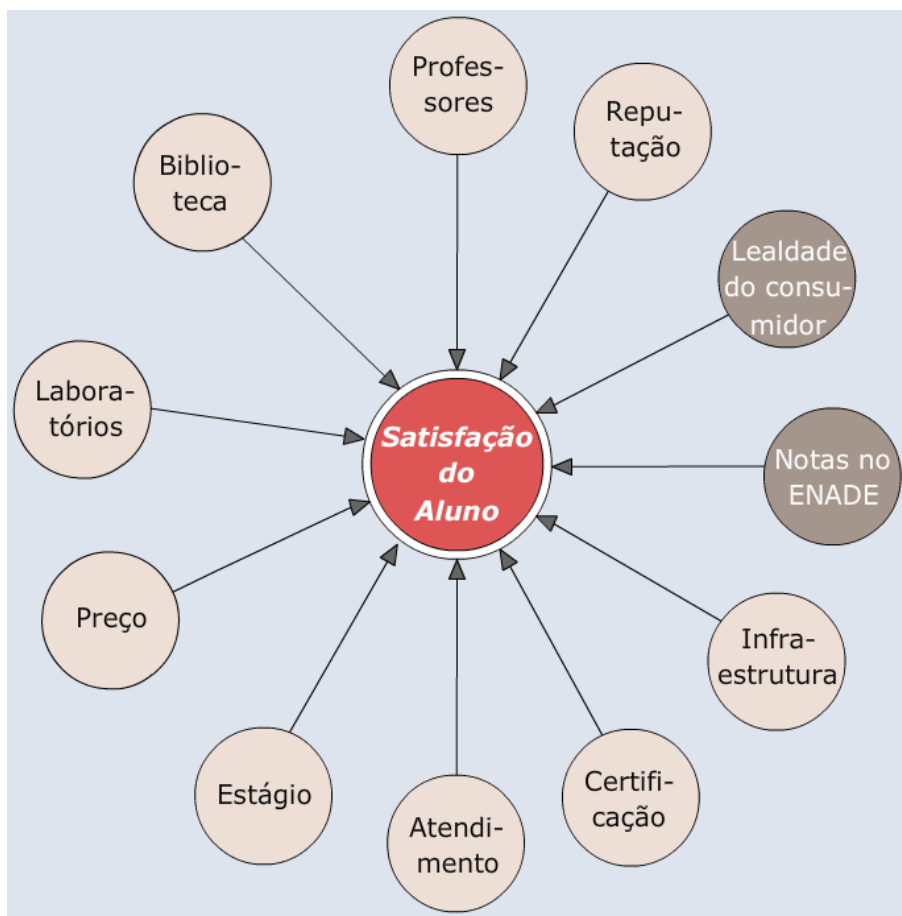 Profes-
sores
Repu-
tação
Biblio-
teca
Lealdade
do consu-
midor
Labora-
tórios
Satisfação
do
Aluno
Notas no
ENADE
Preço
Infra-
estrutura
Estágio
Certifi-
cação
Atendi-
mento